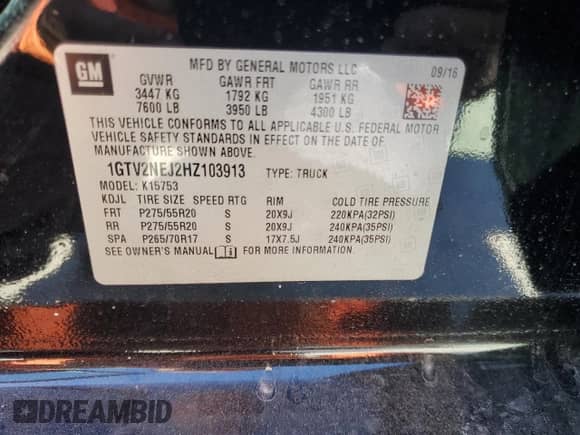 GM
MFD BY GENERAL MOTORS LLC
09/16
GVWR GAWR FRT GAWR RR
3447 KG 1792 KG 1951 KG
7600 LB 3950 LB 4300 LB
THIS VEHICLE CONFORMS TO ALL APPLICABLE U.S. FEDERAL MOTOR
VEHICLE SAFETY STANDARDS IN EFFECT ON THE DATE OF
MANUFACTURE SHOWN ABOVE.
1GTV2NEJ2HZ103913 TYPE: TRUCK
MODEL: K15753
KDJL TIRE SIZE SPEED RTG RIM COLD TIRE PRESSURE
FRT P275/55R20 S 20X9J 220KPA(32PSI)
RR P275/55R20 S 20X9J 240KPA(35PSI)
SPA P265/70R17 S 17X7.5J 240KPA(35PSI)
SEE OWNER'S MANUAL FOR MORE INFORMATION.
DREAMBID